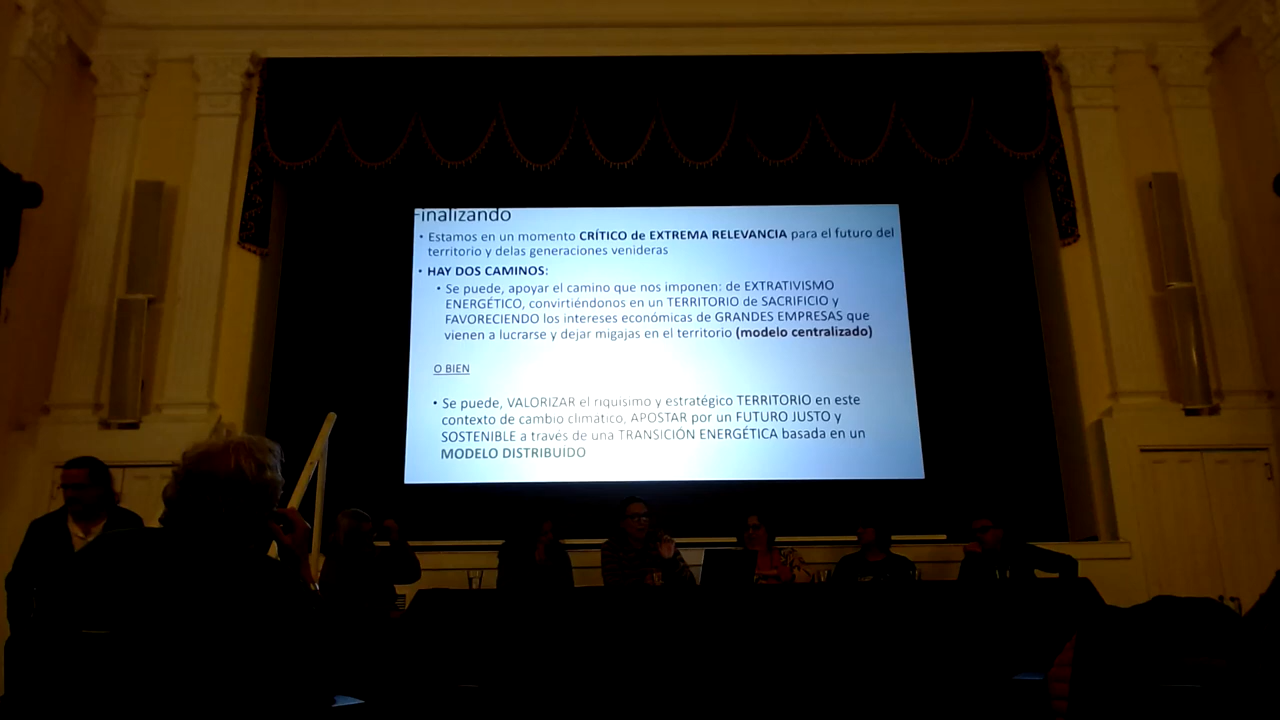 Finalizando
• Estamos en un momento CRÍTICO de EXTREMA RELEVANCIA para el futuro del
territorio y delas generaciones venideras
• HAY DOS CAMINOS:
• Se puede, apoyar el camino que nos imponen: de EXTRATIVISMO
ENERGÉTICO, convirtiéndonos en un TERRITORIO de SACRIFICIO y
FAVORECIENDO los intereses económicas de GRANDES EMPRESAS que
vienen a lucrarse y dejar migajas en el territorio (modelo centralizado)
O BIEN
• Se puede, VALORIZAR el riquisimo y estratégico TERRITORIO en este
contexto de cambio climatico, APOSTAR por un FUTURO JUSTO y
SOSTENIBLE a través de una TRANSICIÓN ENERGÉTICA basada en un
MODELO DISTRIBUIDO